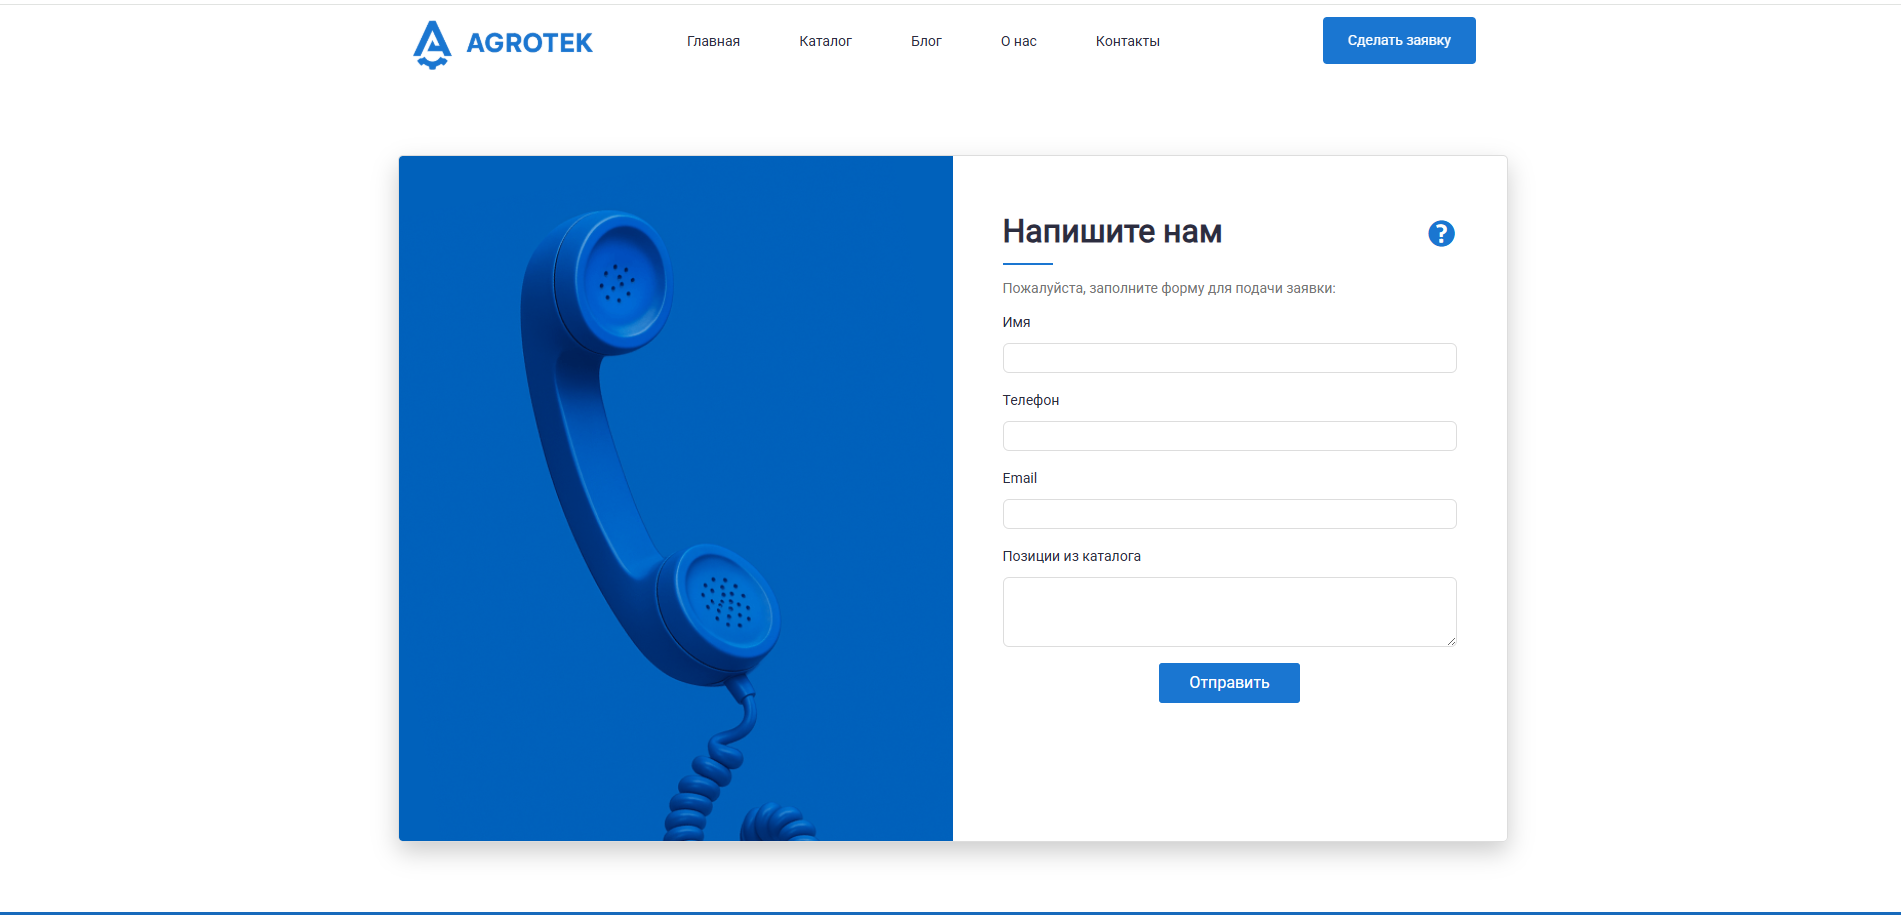 AGROTEK
Главная
Каталог
Блог
О нас
Контакты
Сделать заявку
Напишите нам
?
Пожалуйста, заполните форму для подачи заявки:
Имя
Телефон
Email
Позиции из каталога
Отправить